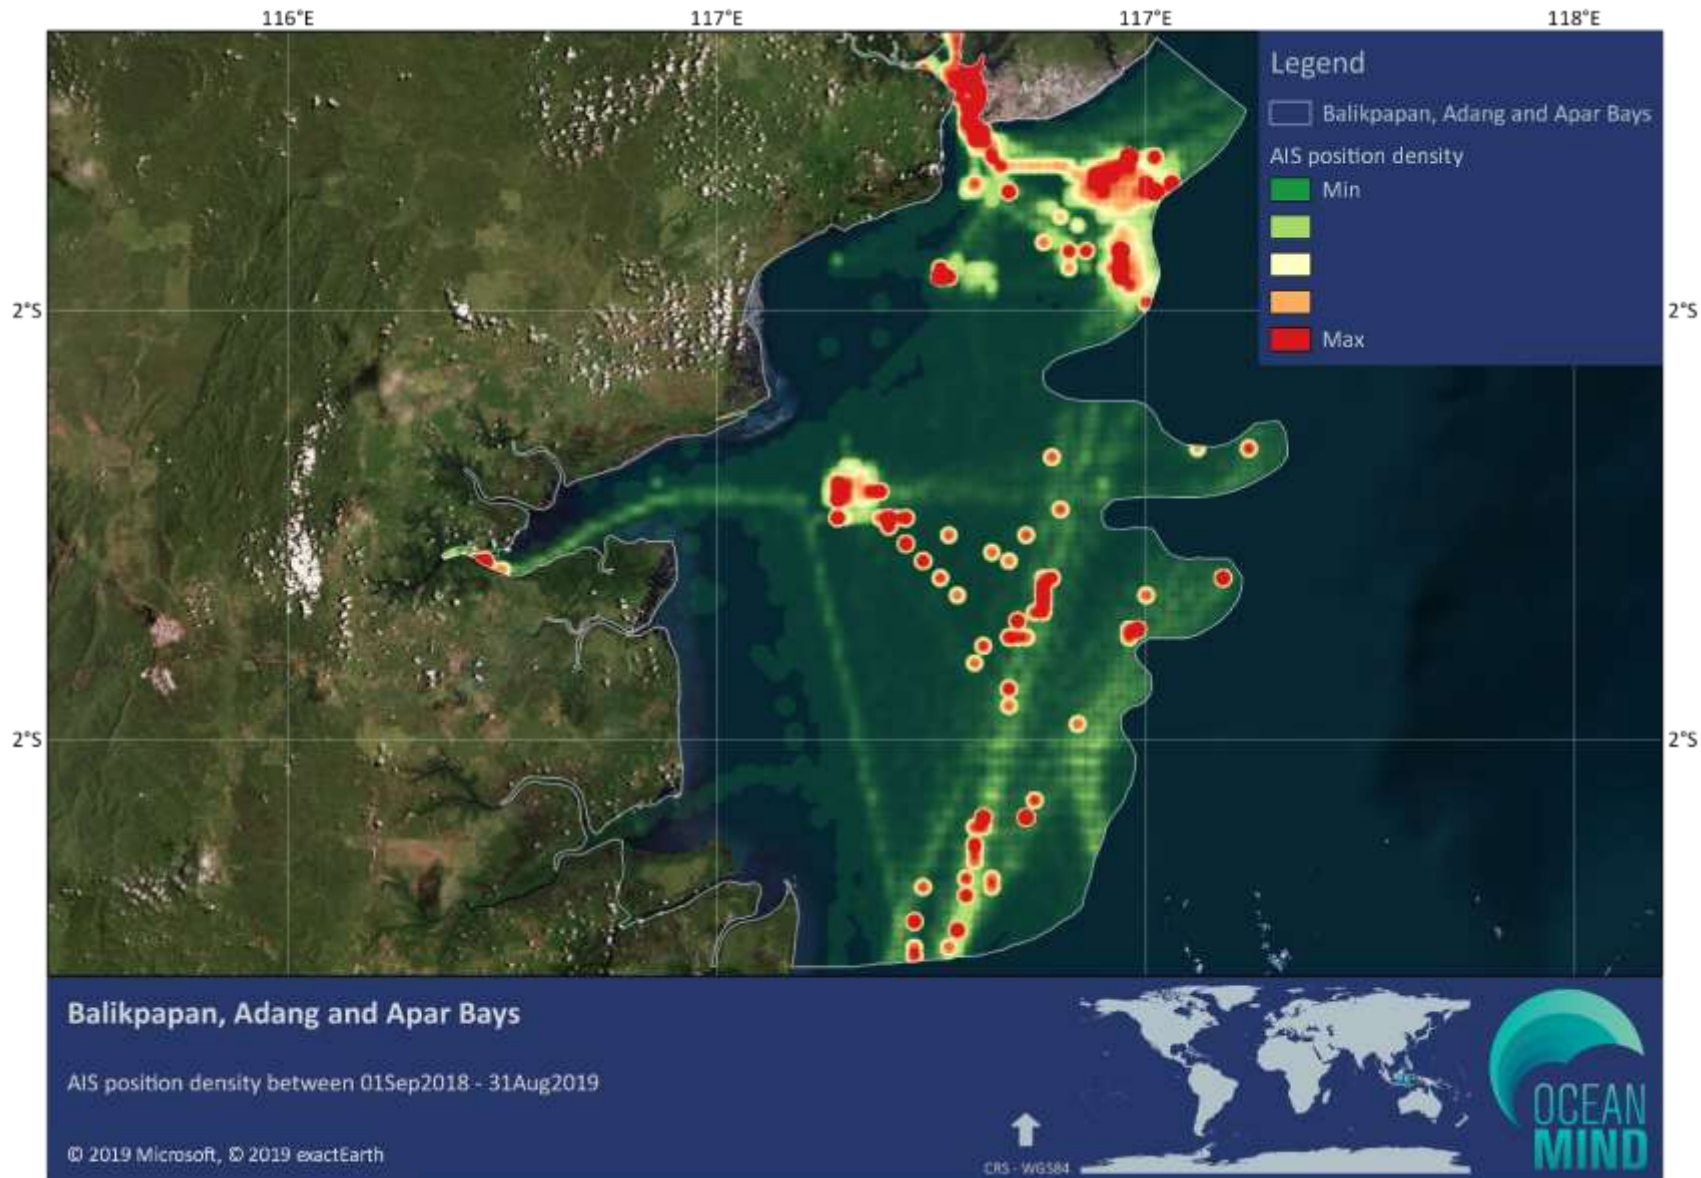 116°E 117°E 117°E 118°E
Legend
Balikpapan, Adang and Apar Bays
AIS position density
Min
Max
2°S 2°S
2°S 2°S
Balikpapan, Adang and Apar Bays
AIS position density between 01Sep2018 - 31Aug2019
© 2019 Microsoft, © 2019 exactEarth
CRS - WGS84
OCEAN
MIND